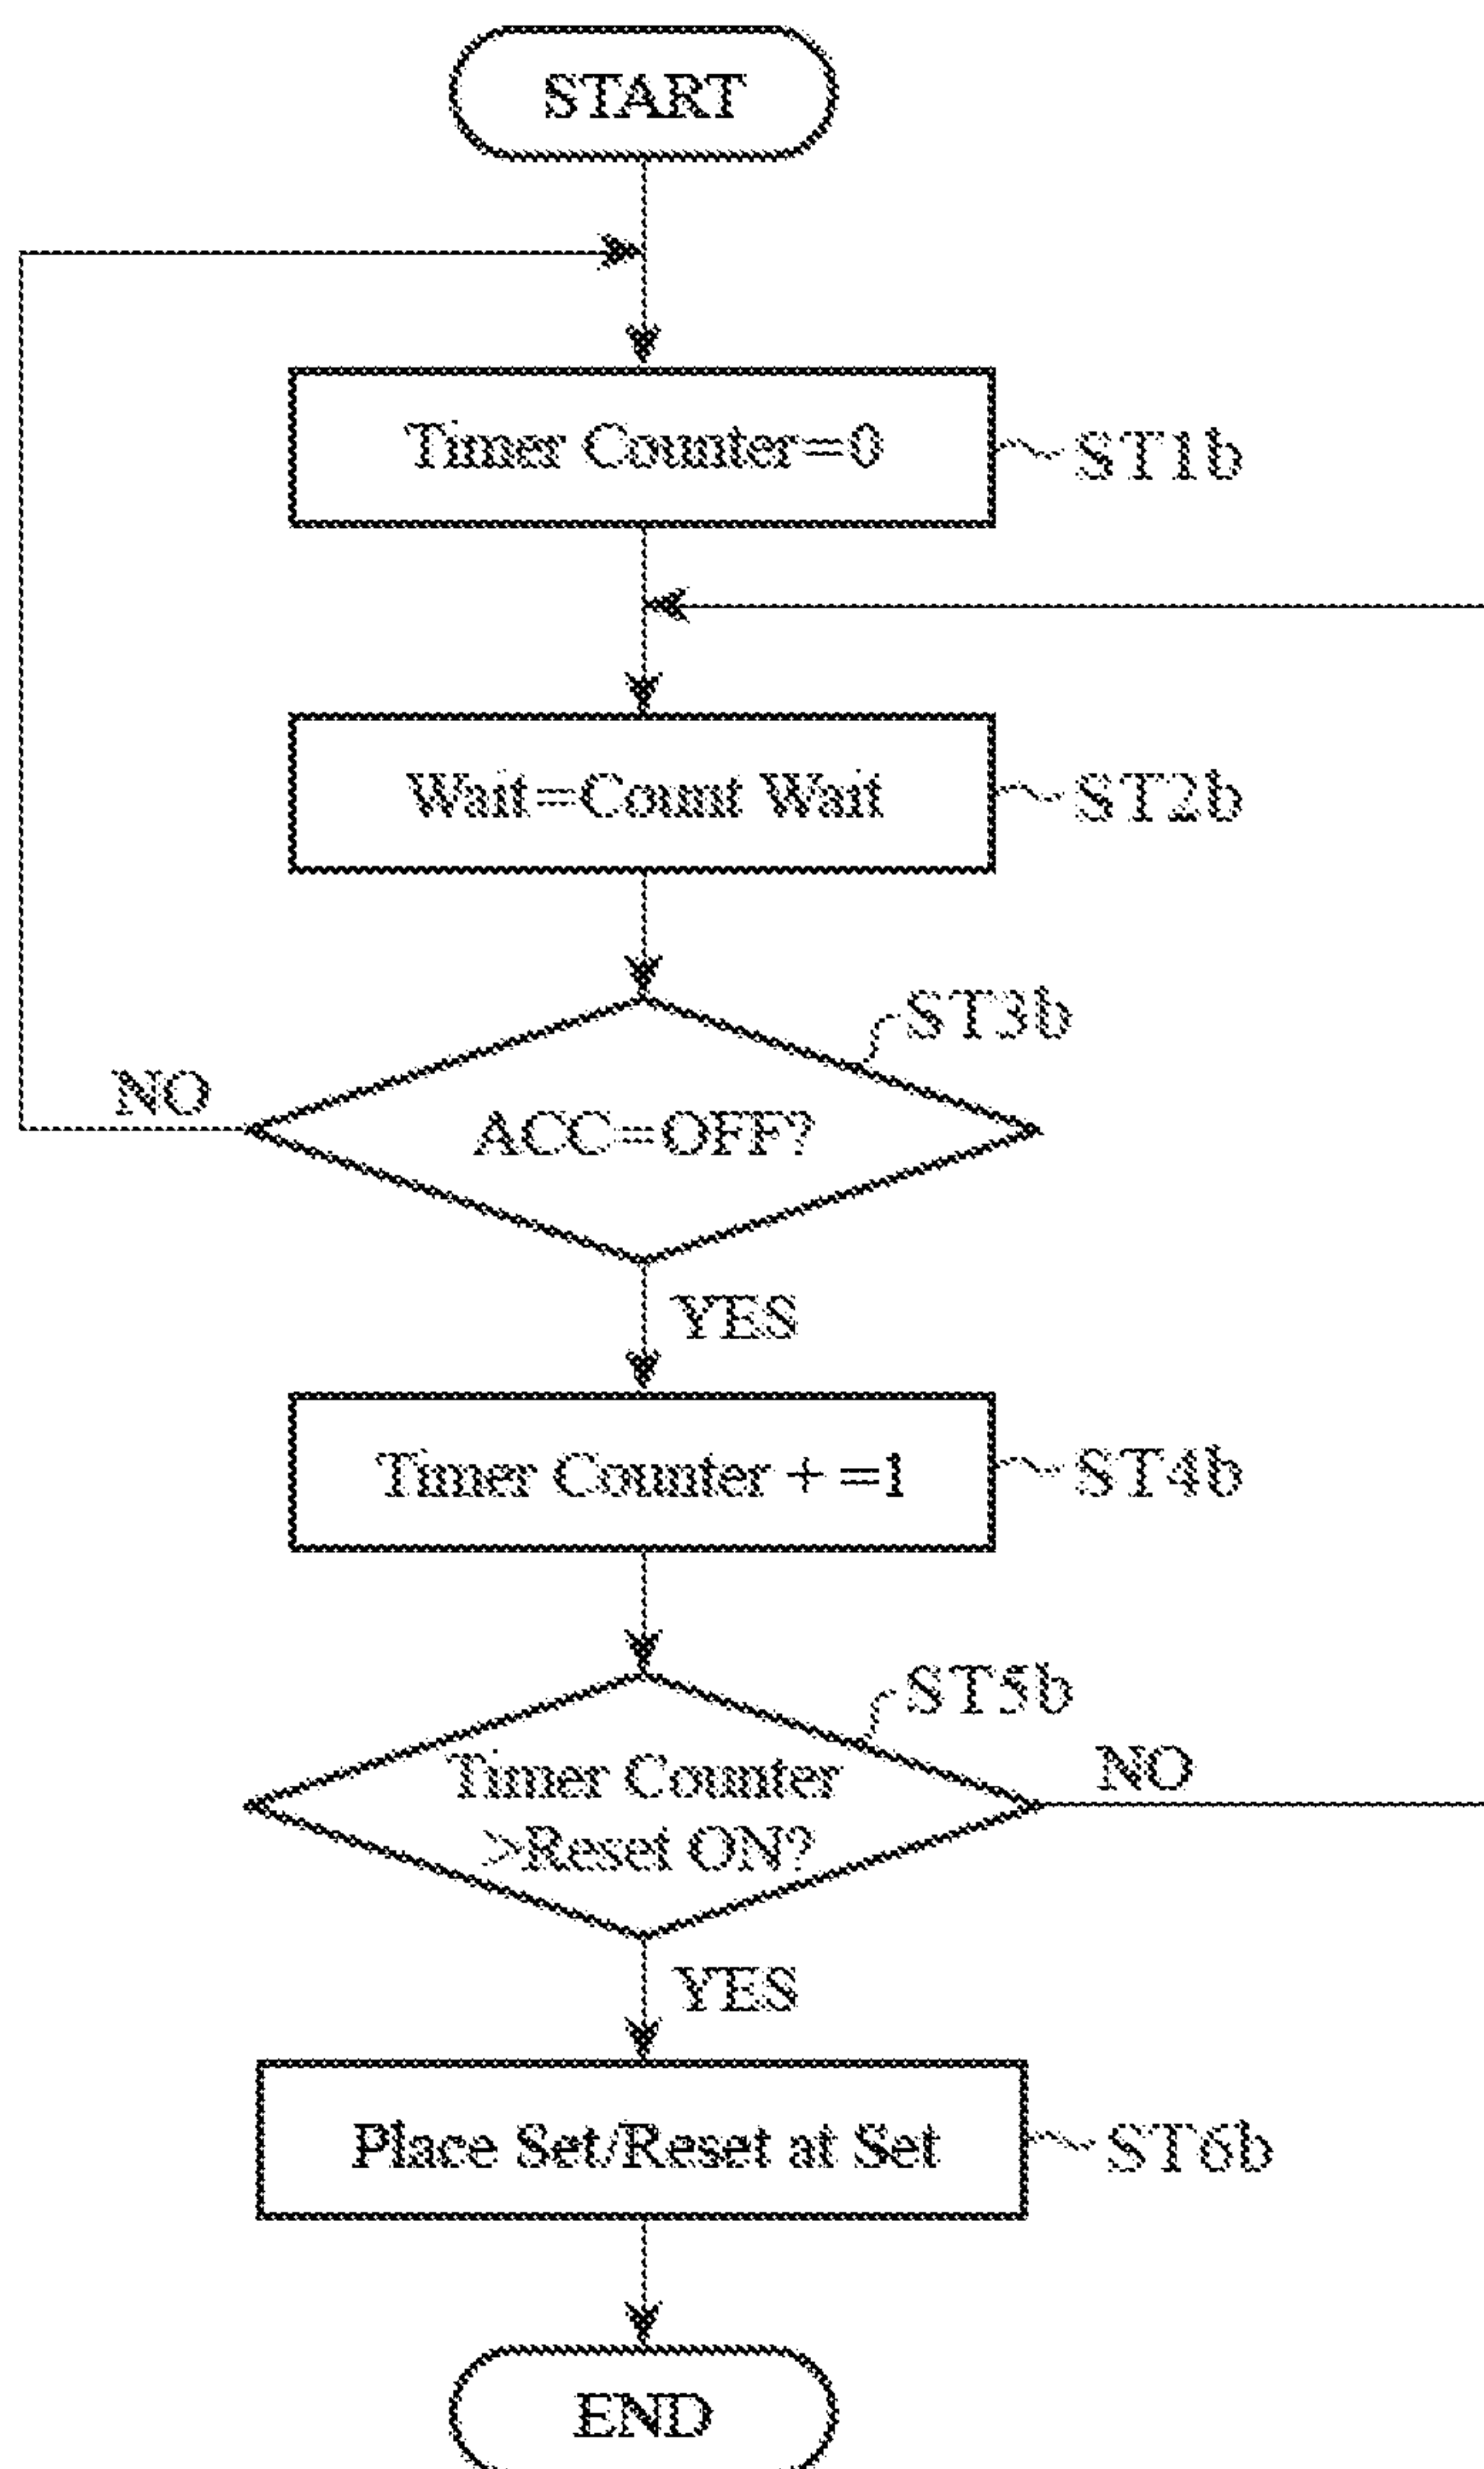 START
Timer Counter=0
ST1b
Wait=Count Wait
ST2b
ST3b
NO
ACC=OFF?
YES
Timer Counter + =1
ST4b
ST5b
Timer Counter
NO
>Reset ON?
YES
Place Set/Reset at Set
ST6b
END